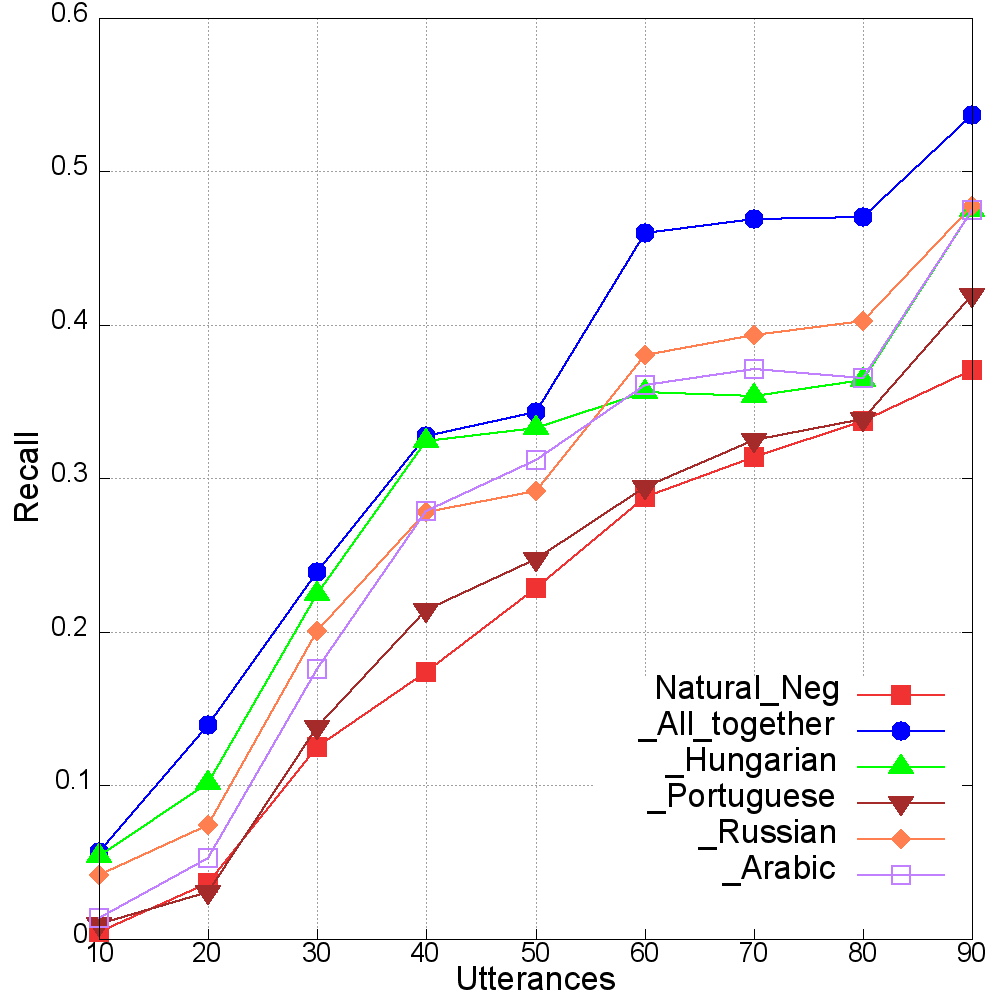 0.6
0.5
0.4
0.3
0.2
0.1
0
Recall
10 20 30 40 50 60 70 80 90
Utterances
Natural_Neg
_All_together
_Hungarian
_Portuguese
_Russian
_Arabic